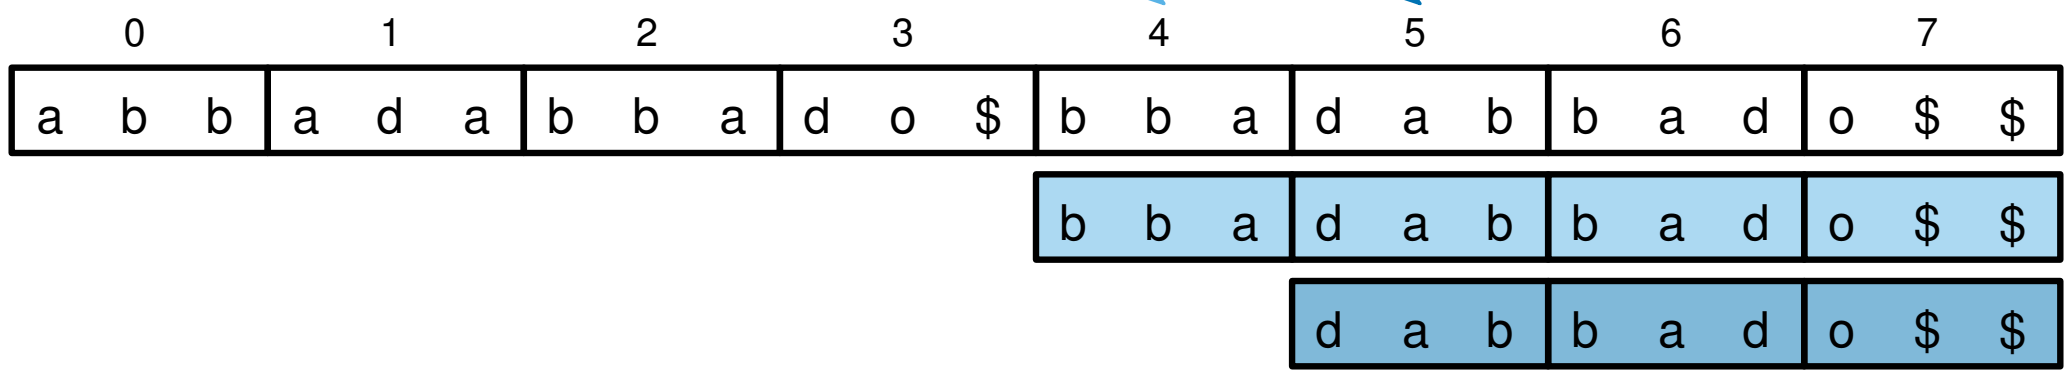 0 1 2 3 4 5 6 7
a b b a d a b b a d o $ b b a d a b b a d o $ $
b b a d a b b a d o $ $
d a b b a d o $ $